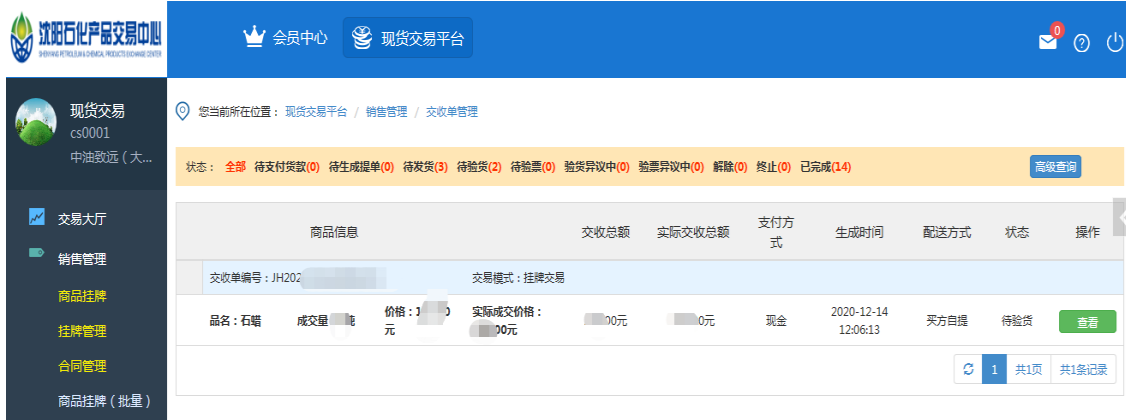 沈阳石化产品交易中心
SHENYANG PETROLEUM & CHEMICAL PRODUCTS EXCHANGE CENTER
会员中心
现货交易平台
0
现货交易
cs0001
中油致远（大...
您当前所在位置： 现货交易平台 / 销售管理 / 交收单管理
状态： 全部 待支付货款(0) 待生成提单(0) 待发货(3) 待验货(2) 待验票(0) 验货异议中(0) 验票异议中(0) 解除(0) 终止(0) 已完成(14)
高级查询
交易大厅
销售管理
商品挂牌
挂牌管理
合同管理
商品挂牌（批量）
商品信息 交收总额 实际交收总额 支付方式 生成时间 配送方式 状态 操作
交收单编号：JH202 交易模式：挂牌交易
品名：石蜡 成交量 吨 价格：1 0元 实际成交价格： 00元 00元 0元 现金 2020-12-14 12:06:13 买方自提 待验货 查看
1 共1页 共1条记录